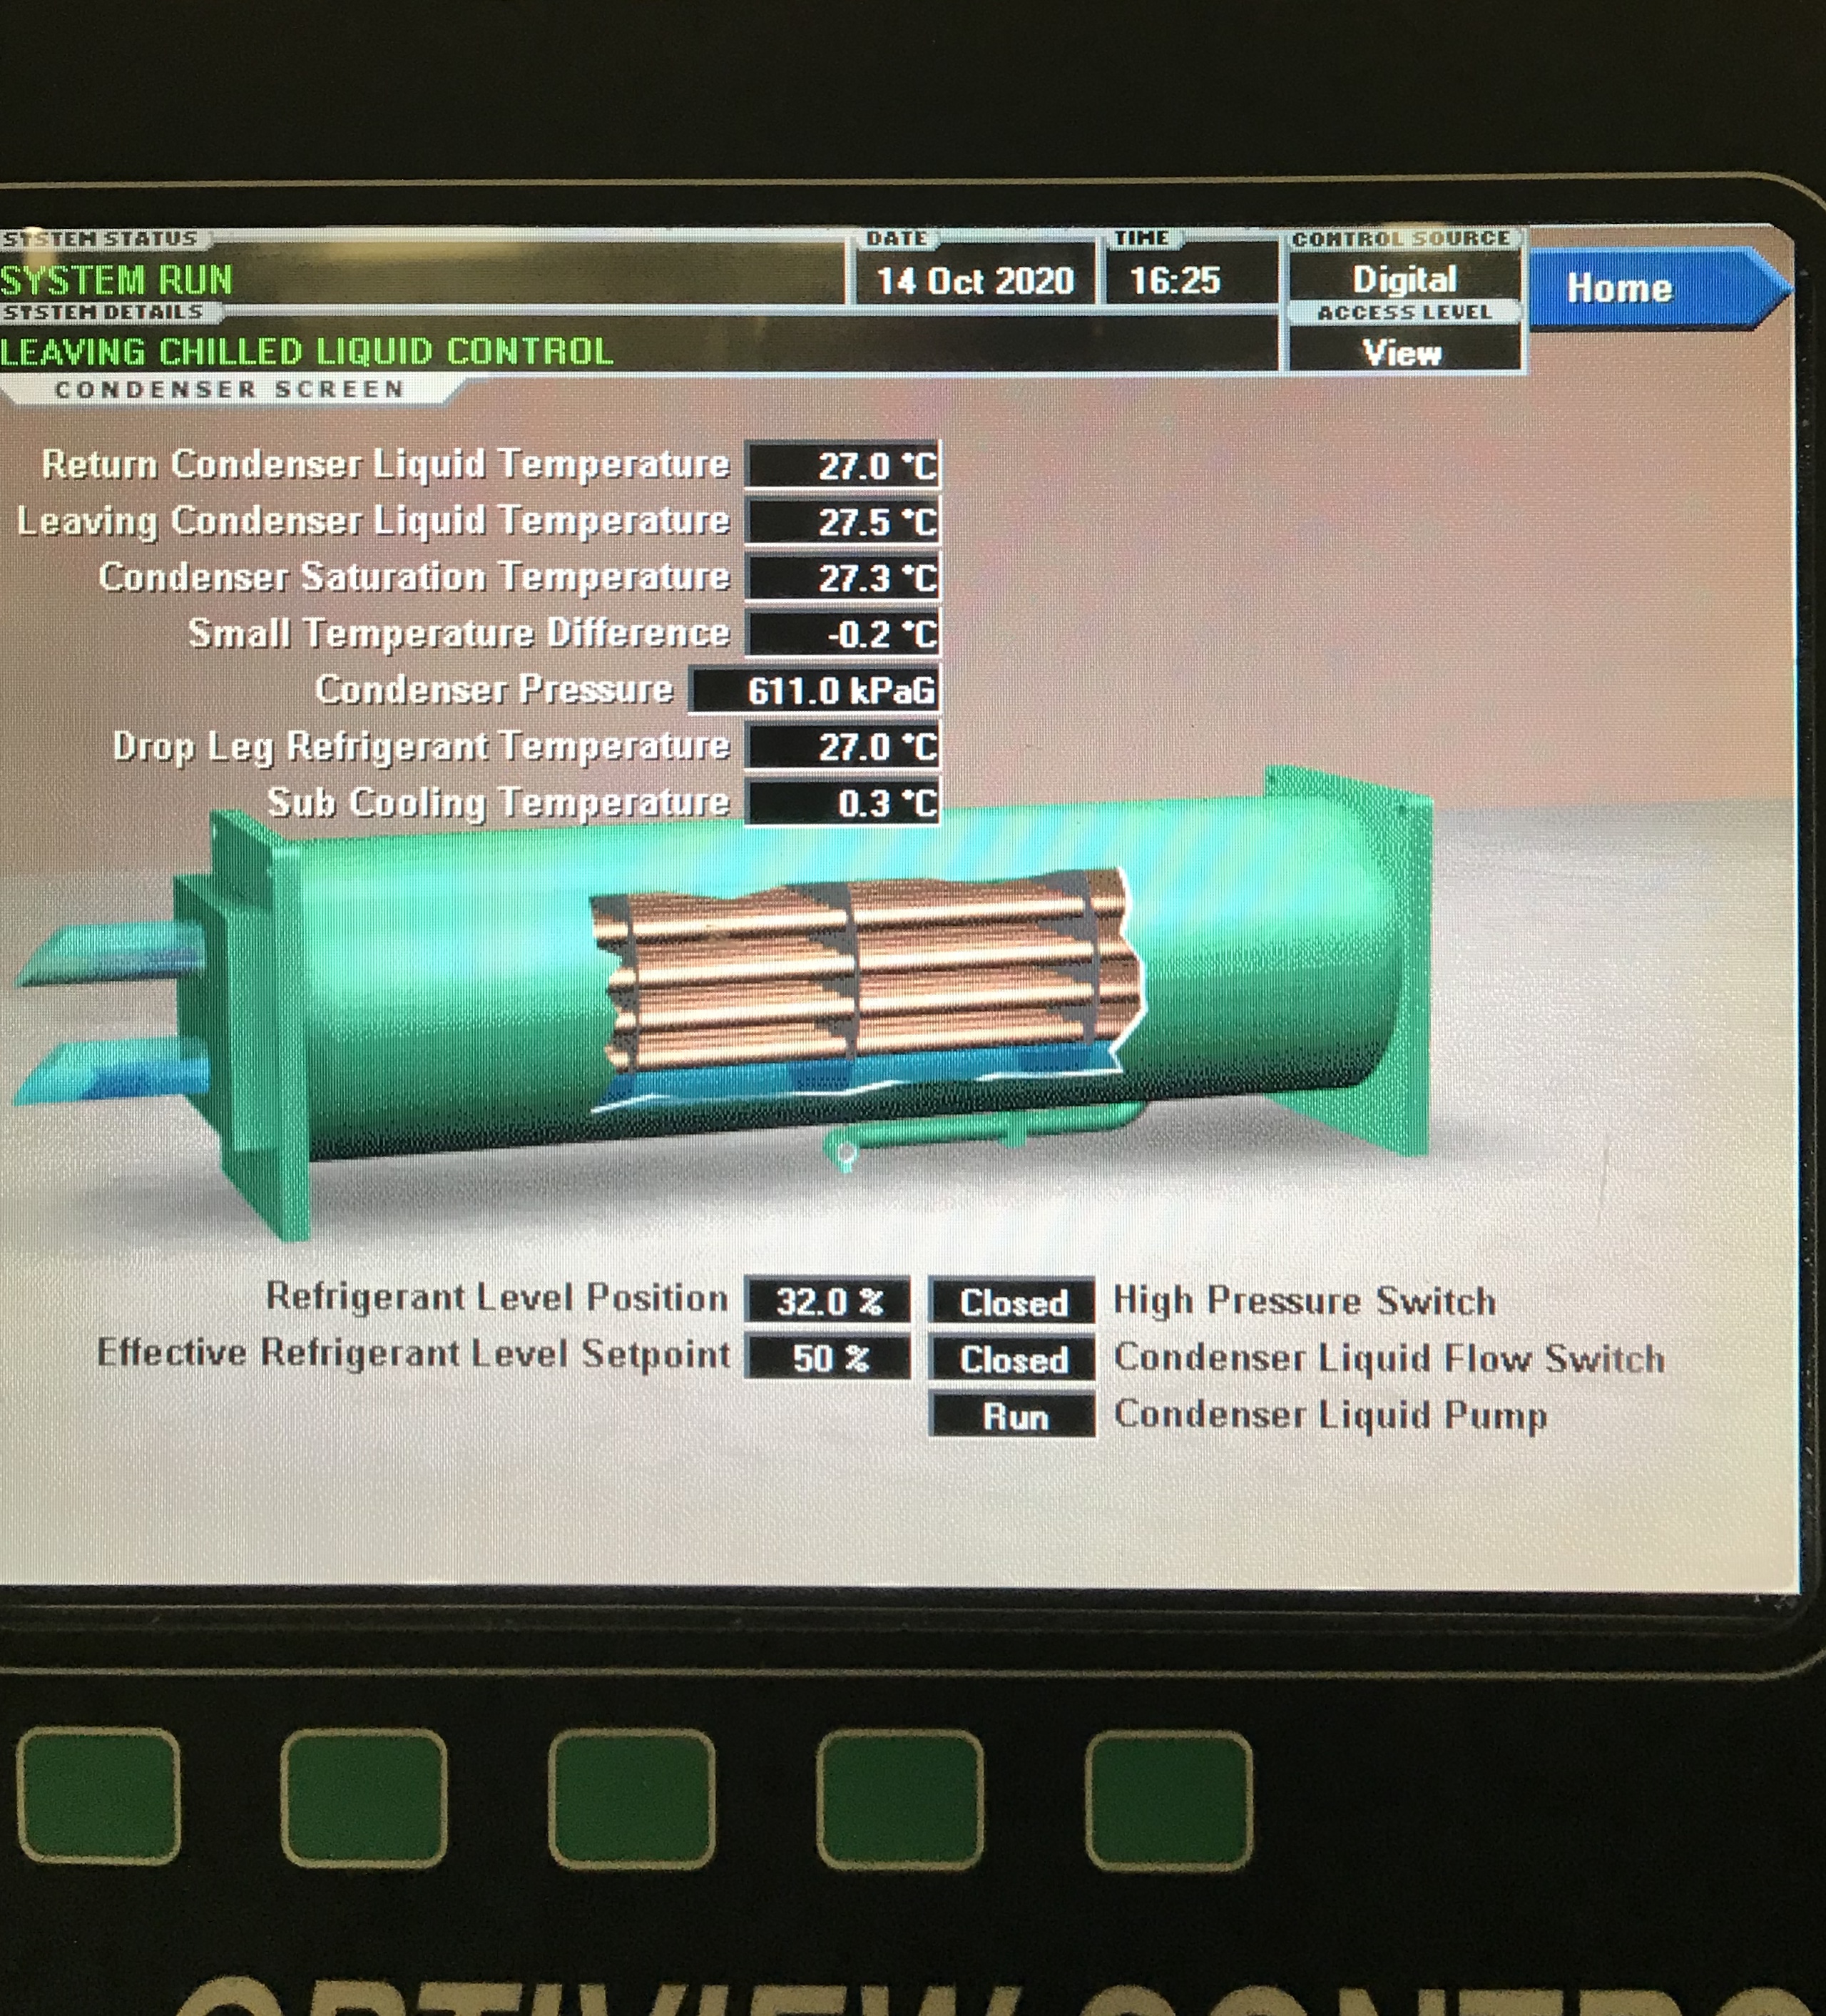 SYSTEM STATUS
SYSTEM RUN
DATE
14 Oct 2020
TIME
16:25
CONTROL SOURCE
Digital
Home
SYSTEM DETAILS
LEAVING CHILLED LIQUID CONTROL
ACCESS LEVEL
View
CONDENSER SCREEN
Return Condenser Liquid Temperature 27.0 °C
Leaving Condenser Liquid Temperature 27.5 °C
Condenser Saturation Temperature 27.3 °C
Small Temperature Difference -0.2 °C
Condenser Pressure 611.0 kPaG
Drop Leg Refrigerant Temperature 27.0 °C
Sub Cooling Temperature 0.3 °C
Refrigerant Level Position 32.0 % Closed High Pressure Switch
Effective Refrigerant Level Setpoint 50 % Closed Condenser Liquid Flow Switch
Run Condenser Liquid Pump
OPTIVIEW CONTRO